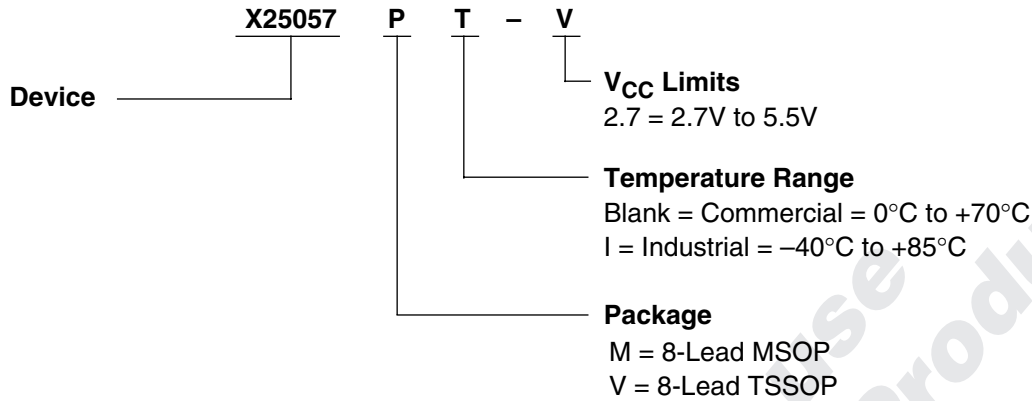 X25057 P T – V
Device
VCC Limits
2.7 = 2.7V to 5.5V
Temperature Range
Blank = Commercial = 0°C to +70°C
I = Industrial = –40°C to +85°C
Package
M = 8-Lead MSOP
V = 8-Lead TSSOP
use